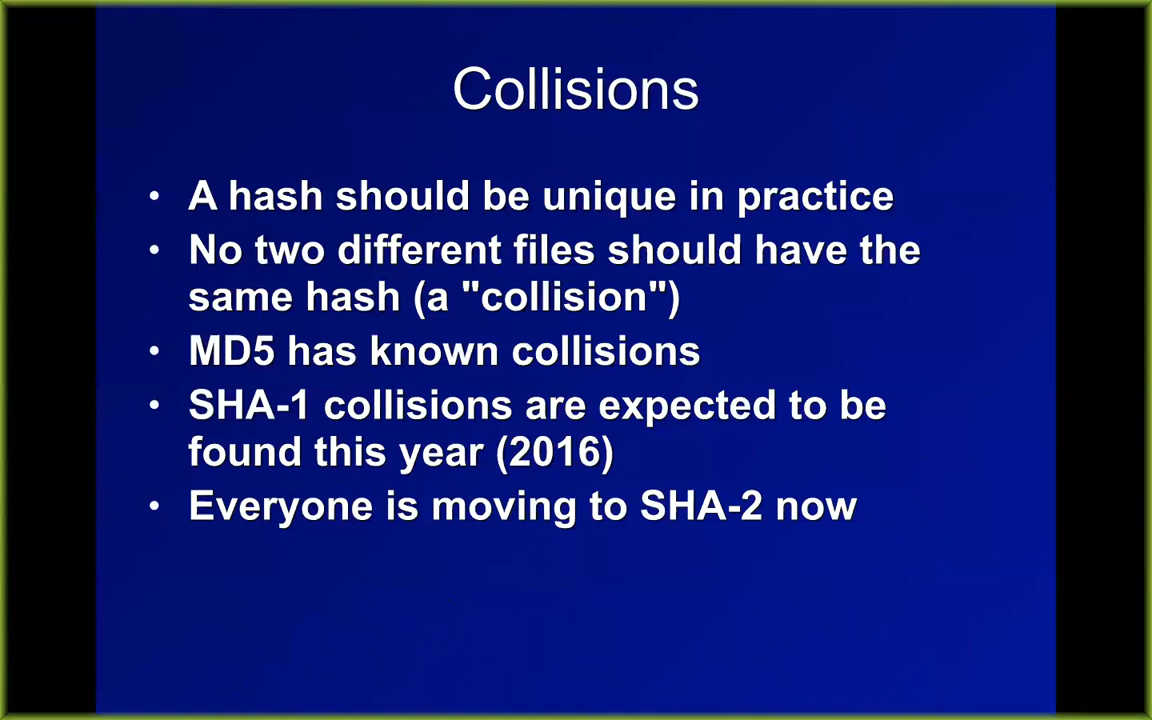 Collisions
• A hash should be unique in practice
• No two different files should have the
same hash (a "collision")
• MD5 has known collisions
• SHA-1 collisions are expected to be
found this year (2016)
• Everyone is moving to SHA-2 now